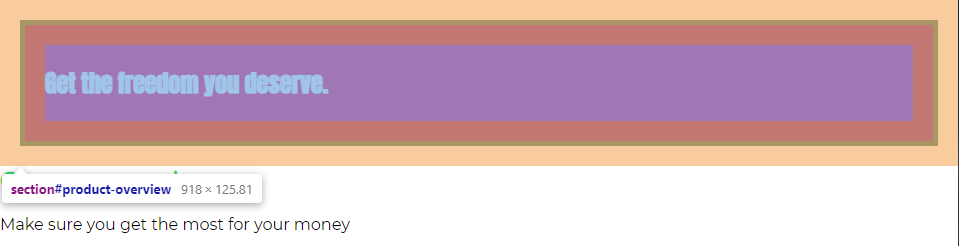 Get the freedom you deserve.
section#product-overview 918 × 125.81
Make sure you get the most for your money